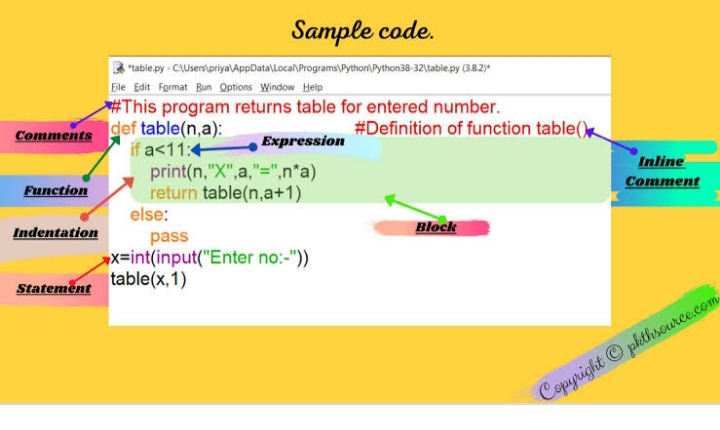 Sample code.
*table.py - C:\Users\priya\AppData\Local\Programs\Python\Python38-32\table.py (3.8.2)*
File Edit Format Run Options Window Help
#This program returns table for entered number.
Comments
def table(n,a): #Definition of function table()
if a<11:
Expression
Inline
Comment
print(n,"X",a,"=",n*a)
Function
return table(n,a+1)
else:
Block
Indentation
pass
x=int(input("Enter no:-"))
Statement
table(x,1)
Copyright © pkthsource.com